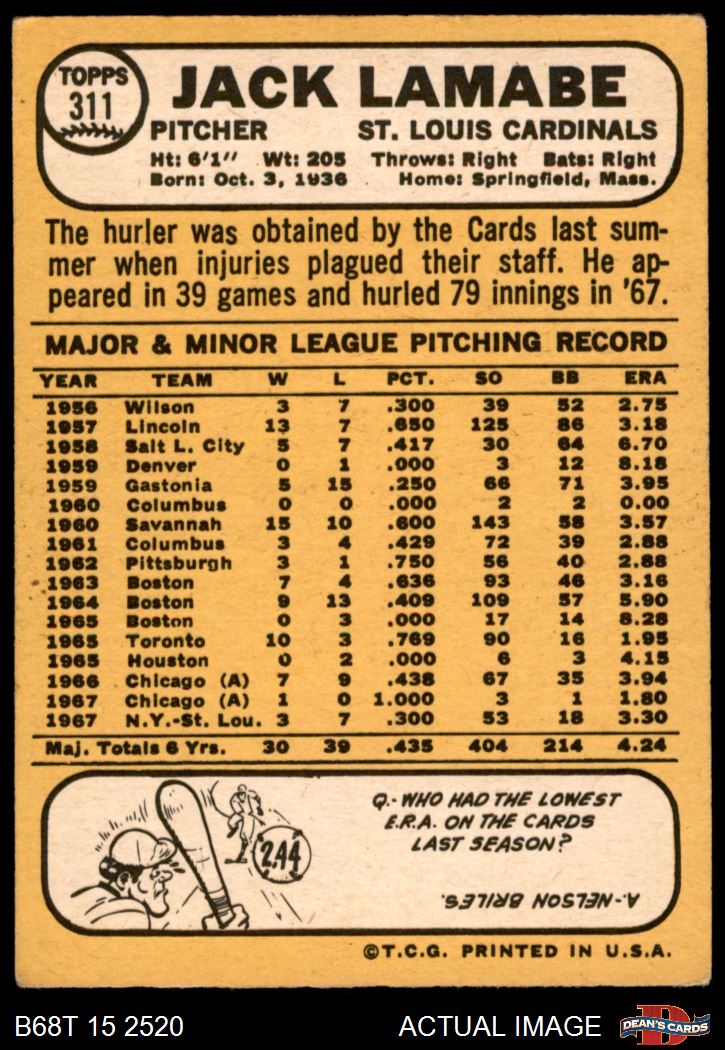 TOPPS
311
JACK LAMABE
PITCHER ST. LOUIS CARDINALS
Ht: 6'1" Wt: 205 Throws: Right Bats: Right
Born: Oct. 3, 1936 Home: Springfield, Mass.
The hurler was obtained by the Cards last sum-
mer when injuries plagued their staff. He ap-
peared in 39 games and hurled 79 innings in '67.
MAJOR & MINOR LEAGUE PITCHING RECORD
YEAR TEAM W L PCT. SO BB ERA
1956 Wilson 3 7 .300 39 52 2.75
1957 Lincoln 13 7 .650 125 86 3.18
1958 Salt L. City 5 7 .417 30 64 6.70
1959 Denver 0 1 .000 3 12 8.18
1959 Gastonia 5 15 .250 66 71 3.95
1960 Columbus 0 0 .000 2 2 0.00
1960 Savannah 15 10 .600 143 58 3.57
1961 Columbus 3 4 .429 72 39 2.88
1962 Pittsburgh 3 1 .750 56 40 2.88
1963 Boston 7 4 .636 93 46 3.16
1964 Boston 9 13 .409 109 57 5.90
1965 Boston 0 3 .000 17 14 8.28
1965 Toronto 10 3 .769 90 16 1.95
1965 Houston 0 2 .000 6 3 4.15
1966 Chicago (A) 7 9 .438 67 35 3.94
1967 Chicago (A) 1 0 1.000 3 1 1.80
1967 N.Y.-St. Lou. 3 7 .300 53 18 3.30
Maj. Totals 6 Yrs. 30 39 .435 404 214 4.24
2.44
Q.- WHO HAD THE LOWEST
E.R.A. ON THE CARDS
LAST SEASON?
A-NELSON BRILES.
©T.C.G. PRINTED IN U.S.A.
B68T 15 2520 ACTUAL IMAGE
D
DEAN'S CARDS